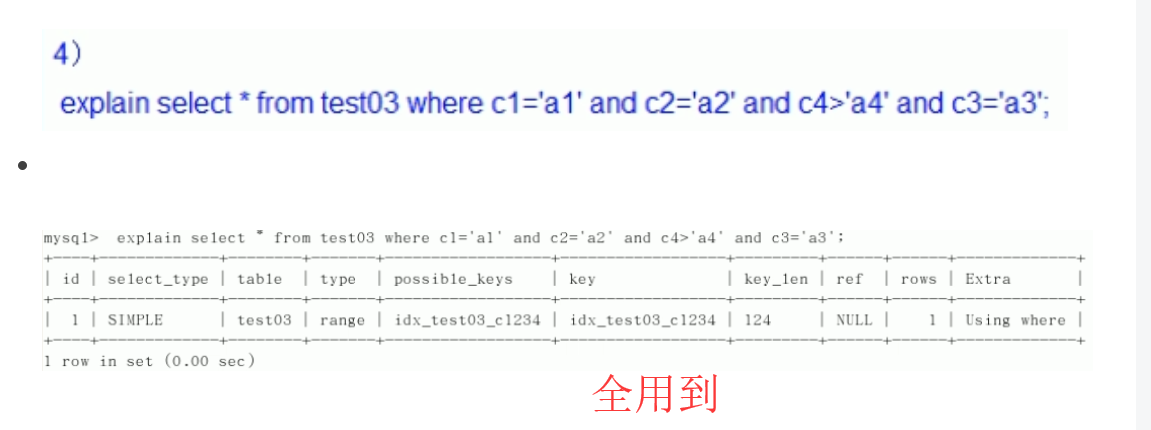 4）
explain select * from test03 where c1='a1' and c2='a2' and c4>'a4' and c3='a3';
mysql> explain select * from test03 where c1='a1' and c2='a2' and c4>'a4' and c3='a3';
+----+-------------+--------+-------+------------------+------------------+---------+------+------+-------------+
| id | select_type | table | type | possible_keys | key | key_len | ref | rows | Extra |
+----+-------------+--------+-------+------------------+------------------+---------+------+------+-------------+
| 1 | SIMPLE | test03 | range | idx_test03_c1234 | idx_test03_c1234 | 124 | NULL | 1 | Using where |
+----+-------------+--------+-------+------------------+------------------+---------+------+------+-------------+
1 row in set (0.00 sec)
全用到